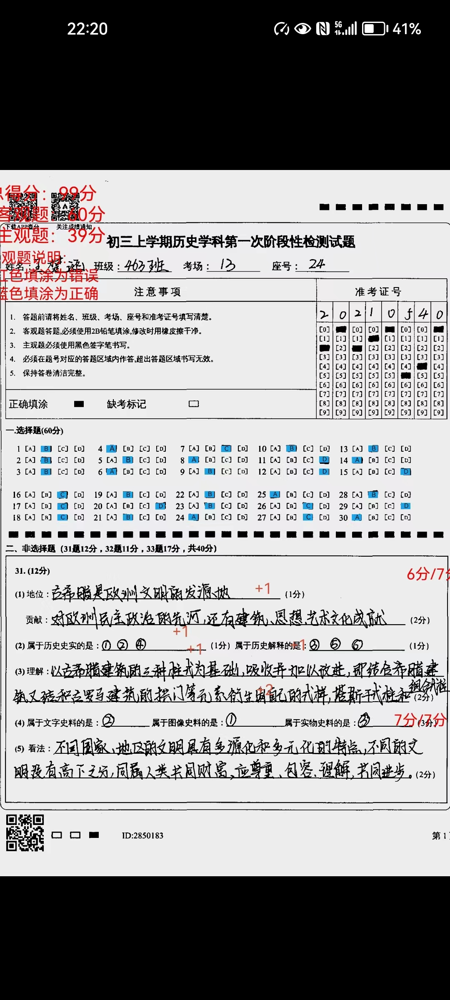 22:20
5G
41%
总得分：99分
客观题：60分
下载APP查分
关注成绩通知
主观题：39分
初三上学期历史学科第一次阶段性检测试题
观题说明：
姓名：王
班级：463班
考场：13
座号：24
红色填涂为错误
蓝色填涂为正确
注意事项
准考证号
2 0 2 1 0 5 4 0
1. 答题前请将姓名、班级、考场、座号和准考证号填写清楚。
2. 客观题答题,必须使用2B铅笔填涂,修改时用橡皮擦干净。
3. 主观题必须使用黑色签字笔书写。
4. 必须在题号对应的答题区域内作答,超出答题区域书写无效。
5. 保持答卷清洁完整。
[0] [0] [0] [0] [0]
[1] [1] [1] [1] [1] [1] [1]
[2] [2] [2] [2] [2] [2]
[3] [3] [3] [3] [3] [3] [3] [3]
[4] [4] [4] [4] [4] [4] [4]
[5] [5] [5] [5] [5] [5] [5]
[6] [6] [6] [6] [6] [6] [6] [6]
[7] [7] [7] [7] [7] [7] [7] [7]
[8] [8] [8] [8] [8] [8] [8] [8]
[9] [9] [9] [9] [9] [9] [9] [9]
正确填涂
缺考标记
一.选择题(60分)
1 [A] B [C] [D] 4 A [B] [C] [D] 7 [A] [B] C [D] 10 [A] B [C] [D] 13 [A] B [C] [D]
2 [A] B [C] [D] 5 [A] B [C] [D] 8 A [B] [C] [D] 11 [A] [B] [C] D 14 A [B] [C] [D]
3 [A] B [C] [D] 6 A [B] [C] [D] 9 [A] B [C] [D] 12 [A] [B] [C] D 15 [A] [B] [C] D
16 [A] [B] C [D] 19 [A] B [C] [D] 22 [A] B [C] [D] 25 A [B] [C] [D] 28 [A] B [C] [D]
17 [A] [B] C [D] 20 [A] [B] [C] D 23 [A] B [C] [D] 26 [A] [B] C [D] 29 [A] [B] [C] D
18 [A] [B] C [D] 21 [A] B [C] [D] 24 A [B] [C] [D] 27 [A] [B] C [D] 30 A [B] [C] [D]
二、非选择题（31题12分，32题11分，33题17分，共40分）
31. (12分)
6分/7分
(1) 地位：古希腊是欧洲文明的发源地 +1 （1分）
贡献：对欧洲民主政治的先河,还有建筑、思想、艺术文化成就 （2分）
+1
(2) 属于历史史实的是：①②④ +1 （1分）属于历史解释的是：+1 ③⑤⑥ （1分）
(3) 理解：以古希腊建筑的三种柱式为基础,吸收并加以改进,即结合希腊建
筑又结和古罗马建筑的拱门等元素衍生出自己的式样,塔斯干式柱和组合式柱 （2分）
+2
(4) 属于文字史料的是：② 属于图像史料的是：① 属于实物史料的是：③ （3分）
7分/7分
(5) 看法：不同国家、地区的文明具有多源化和多元化的特点,不同的文
明没有高下之分,同属人类共同财富,应尊重、包容、理解,共同进步。（2分）
ID:2850183
第 1